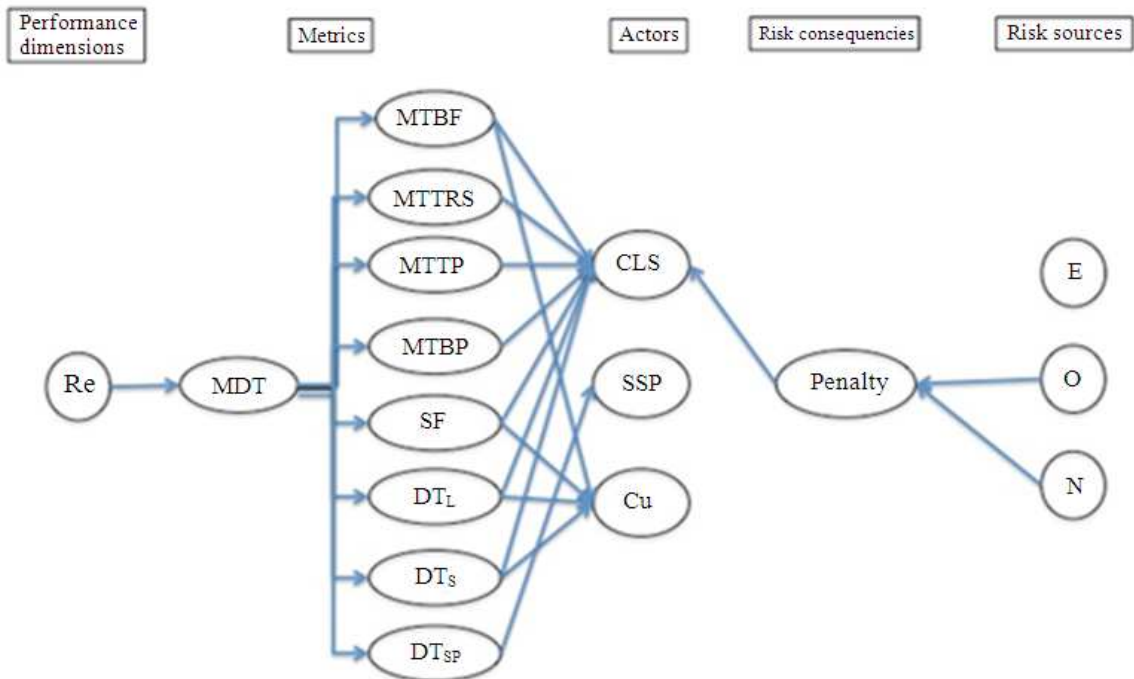 Performance
dimensions
Metrics
Actors
Risk consequencies
Risk sources
MTBF
MTTRS
MTTP
MTBP
SF
DTL
DTS
DTSP
Re
MDT
CLS
SSP
Cu
Penalty
E
O
N